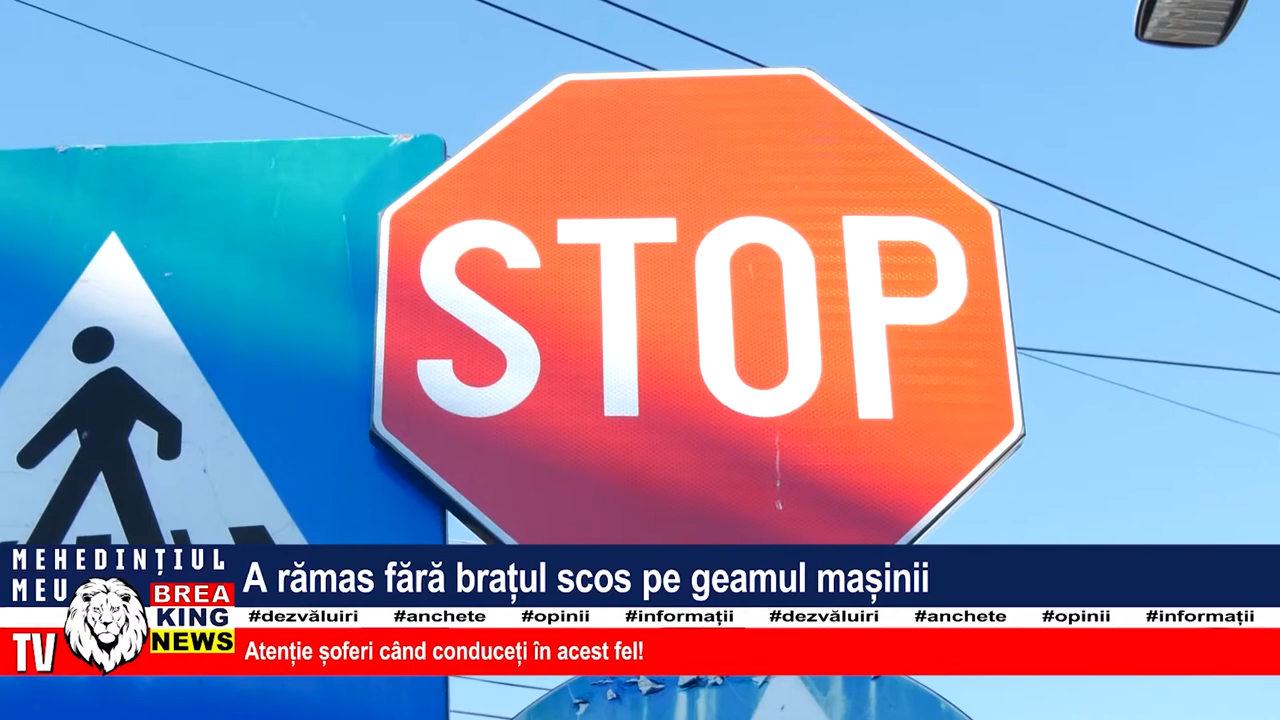 STOP
MEHEDINȚIUL
MEU
TV
BREA
KING
NEWS
A rămas fără brațul scos pe geamul mașinii
#dezvăluiri #anchete #opinii #informații #dezvăluiri #anchete #opinii #informații
Atenție șoferi când conduceți în acest fel!